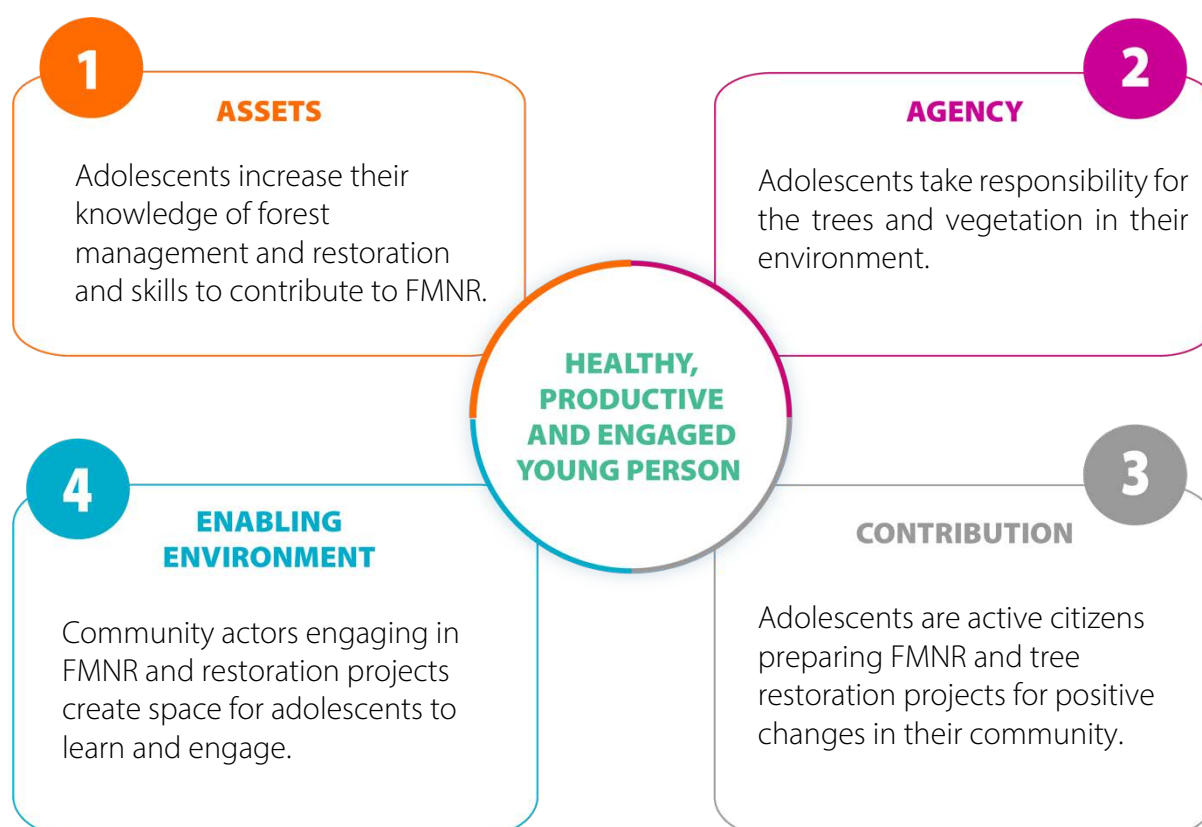 1
ASSETS
Adolescents increase their
knowledge of forest
management and restoration
and skills to contribute to FMNR.
2
AGENCY
Adolescents take responsibility for
the trees and vegetation in their
environment.
HEALTHY,
PRODUCTIVE
AND ENGAGED
YOUNG PERSON
3
CONTRIBUTION
Adolescents are active citizens
preparing FMNR and tree
restoration projects for positive
changes in their community.
4
ENABLING
ENVIRONMENT
Community actors engaging in
FMNR and restoration projects
create space for adolescents to
learn and engage.